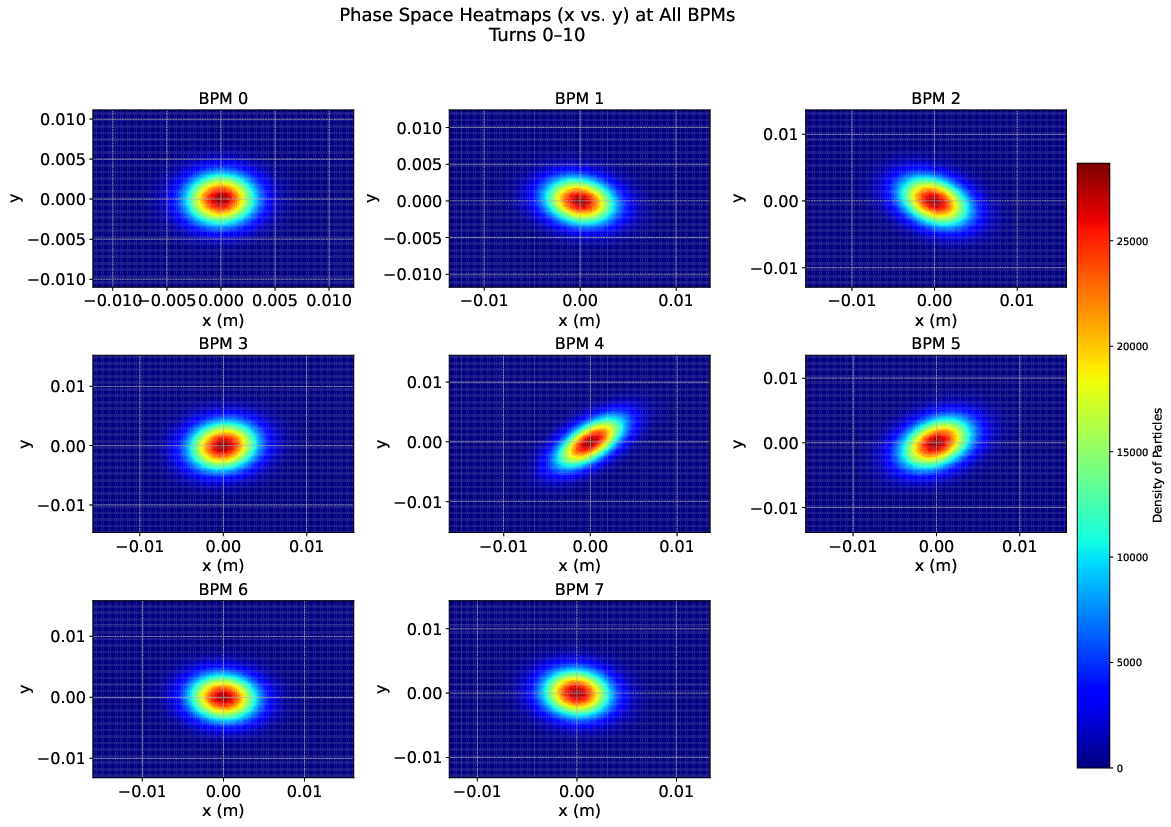 Phase Space Heatmaps (x vs. y) at All BPMs
Turns 0–10
BPM 0
0.010
0.005
0.000
−0.005
−0.010
y
−0.010 −0.005 0.000 0.005 0.010
x (m)
BPM 1
0.010
0.005
0.000
−0.005
−0.010
y
−0.01 0.00 0.01
x (m)
BPM 2
0.01
0.00
−0.01
y
−0.01 0.00 0.01
x (m)
BPM 3
0.01
0.00
−0.01
y
−0.01 0.00 0.01
x (m)
BPM 4
0.01
0.00
−0.01
y
−0.01 0.00 0.01
x (m)
BPM 5
0.01
0.00
−0.01
y
−0.01 0.00 0.01
x (m)
BPM 6
0.01
0.00
−0.01
y
−0.01 0.00 0.01
x (m)
BPM 7
0.01
0.00
−0.01
y
−0.01 0.00 0.01
x (m)
25000
20000
15000
10000
5000
0
Density of Particles